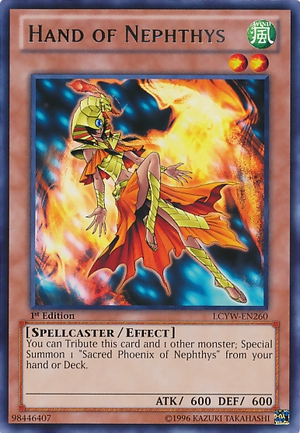 HAND OF NEPHTHYS
WIND
風
1st Edition
LCYW-EN260
[SPELLCASTER / EFFECT]
You can Tribute this card and 1 other monster; Special
Summon 1 "Sacred Phoenix of Nephthys" from your
hand or Deck.
ATK/ 600 DEF/ 600
98446407
©1996 KAZUKI TAKAHASHI